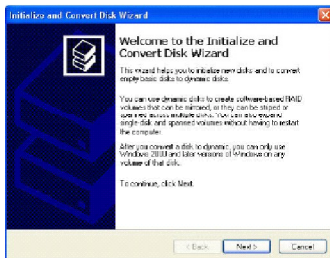 Initialize and Convert Disk Wizard
Welcome to the Initialize and
Convert Disk Wizard
This wizard helps you to initialize new disks and to convert
empty basic disks to dynamic disks.
You can use dynamic disks to create software-based RAID
volumes that can be mirrored, or they can be striped or
spanned across multiple disks. You can also expand
single disk and spanned volumes without having to restart
the computer.
After you convert a disk to dynamic, you can only use
Windows 2000 and later versions of Windows on any
volume of that disk.
To continue, click Next.
< Back
Next >
Cancel